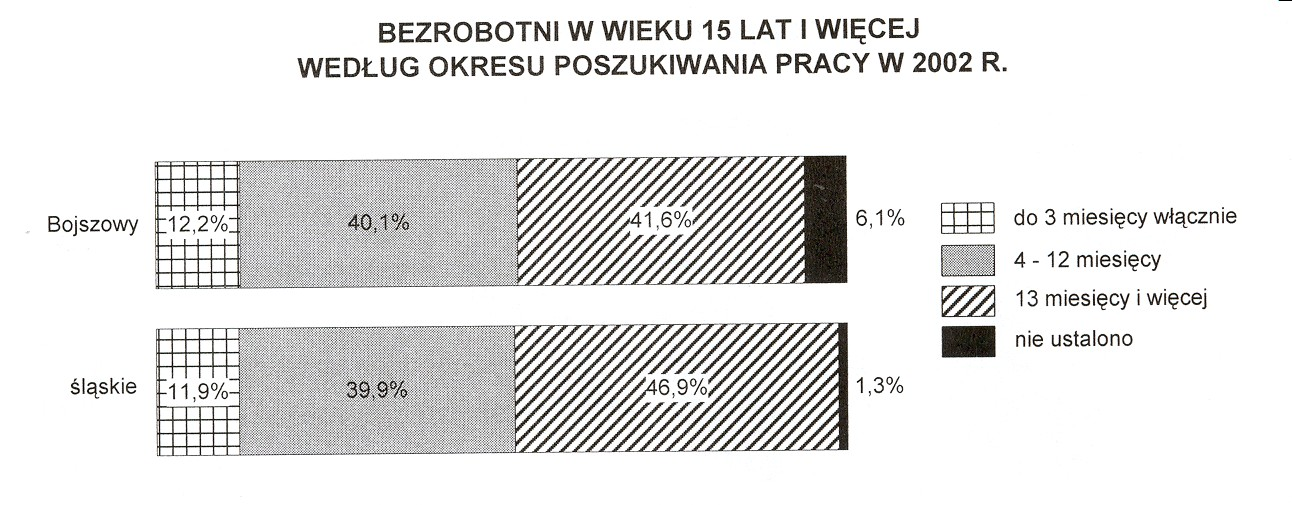 BEZROBOTNI W WIEKU 15 LAT I WIĘCEJ
WEDŁUG OKRESU POSZUKIWANIA PRACY W 2002 R.
Bojszowy 12,2% 40,1% 41,6% 6,1%
śląskie 11,9% 39,9% 46,9% 1,3%
do 3 miesięcy włącznie
4 - 12 miesięcy
13 miesięcy i więcej
nie ustalono